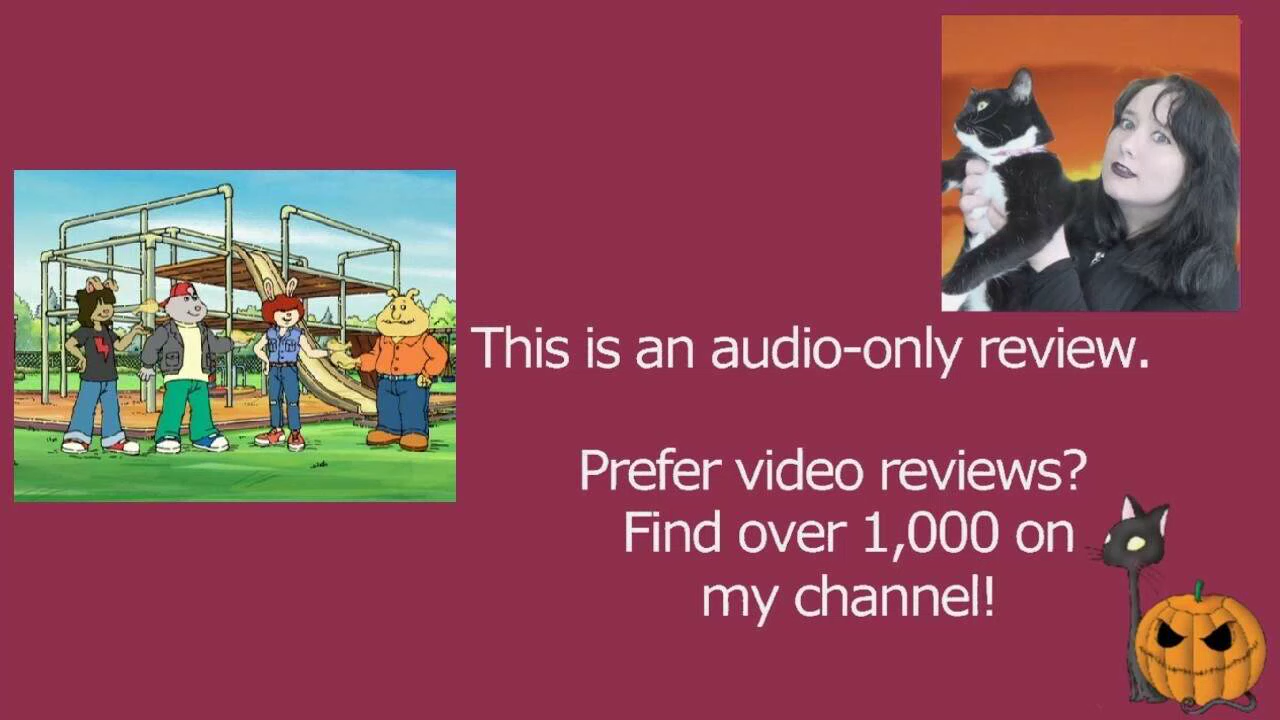 This is an audio-only review.
Prefer video reviews?
Find over 1,000 on
my channel!